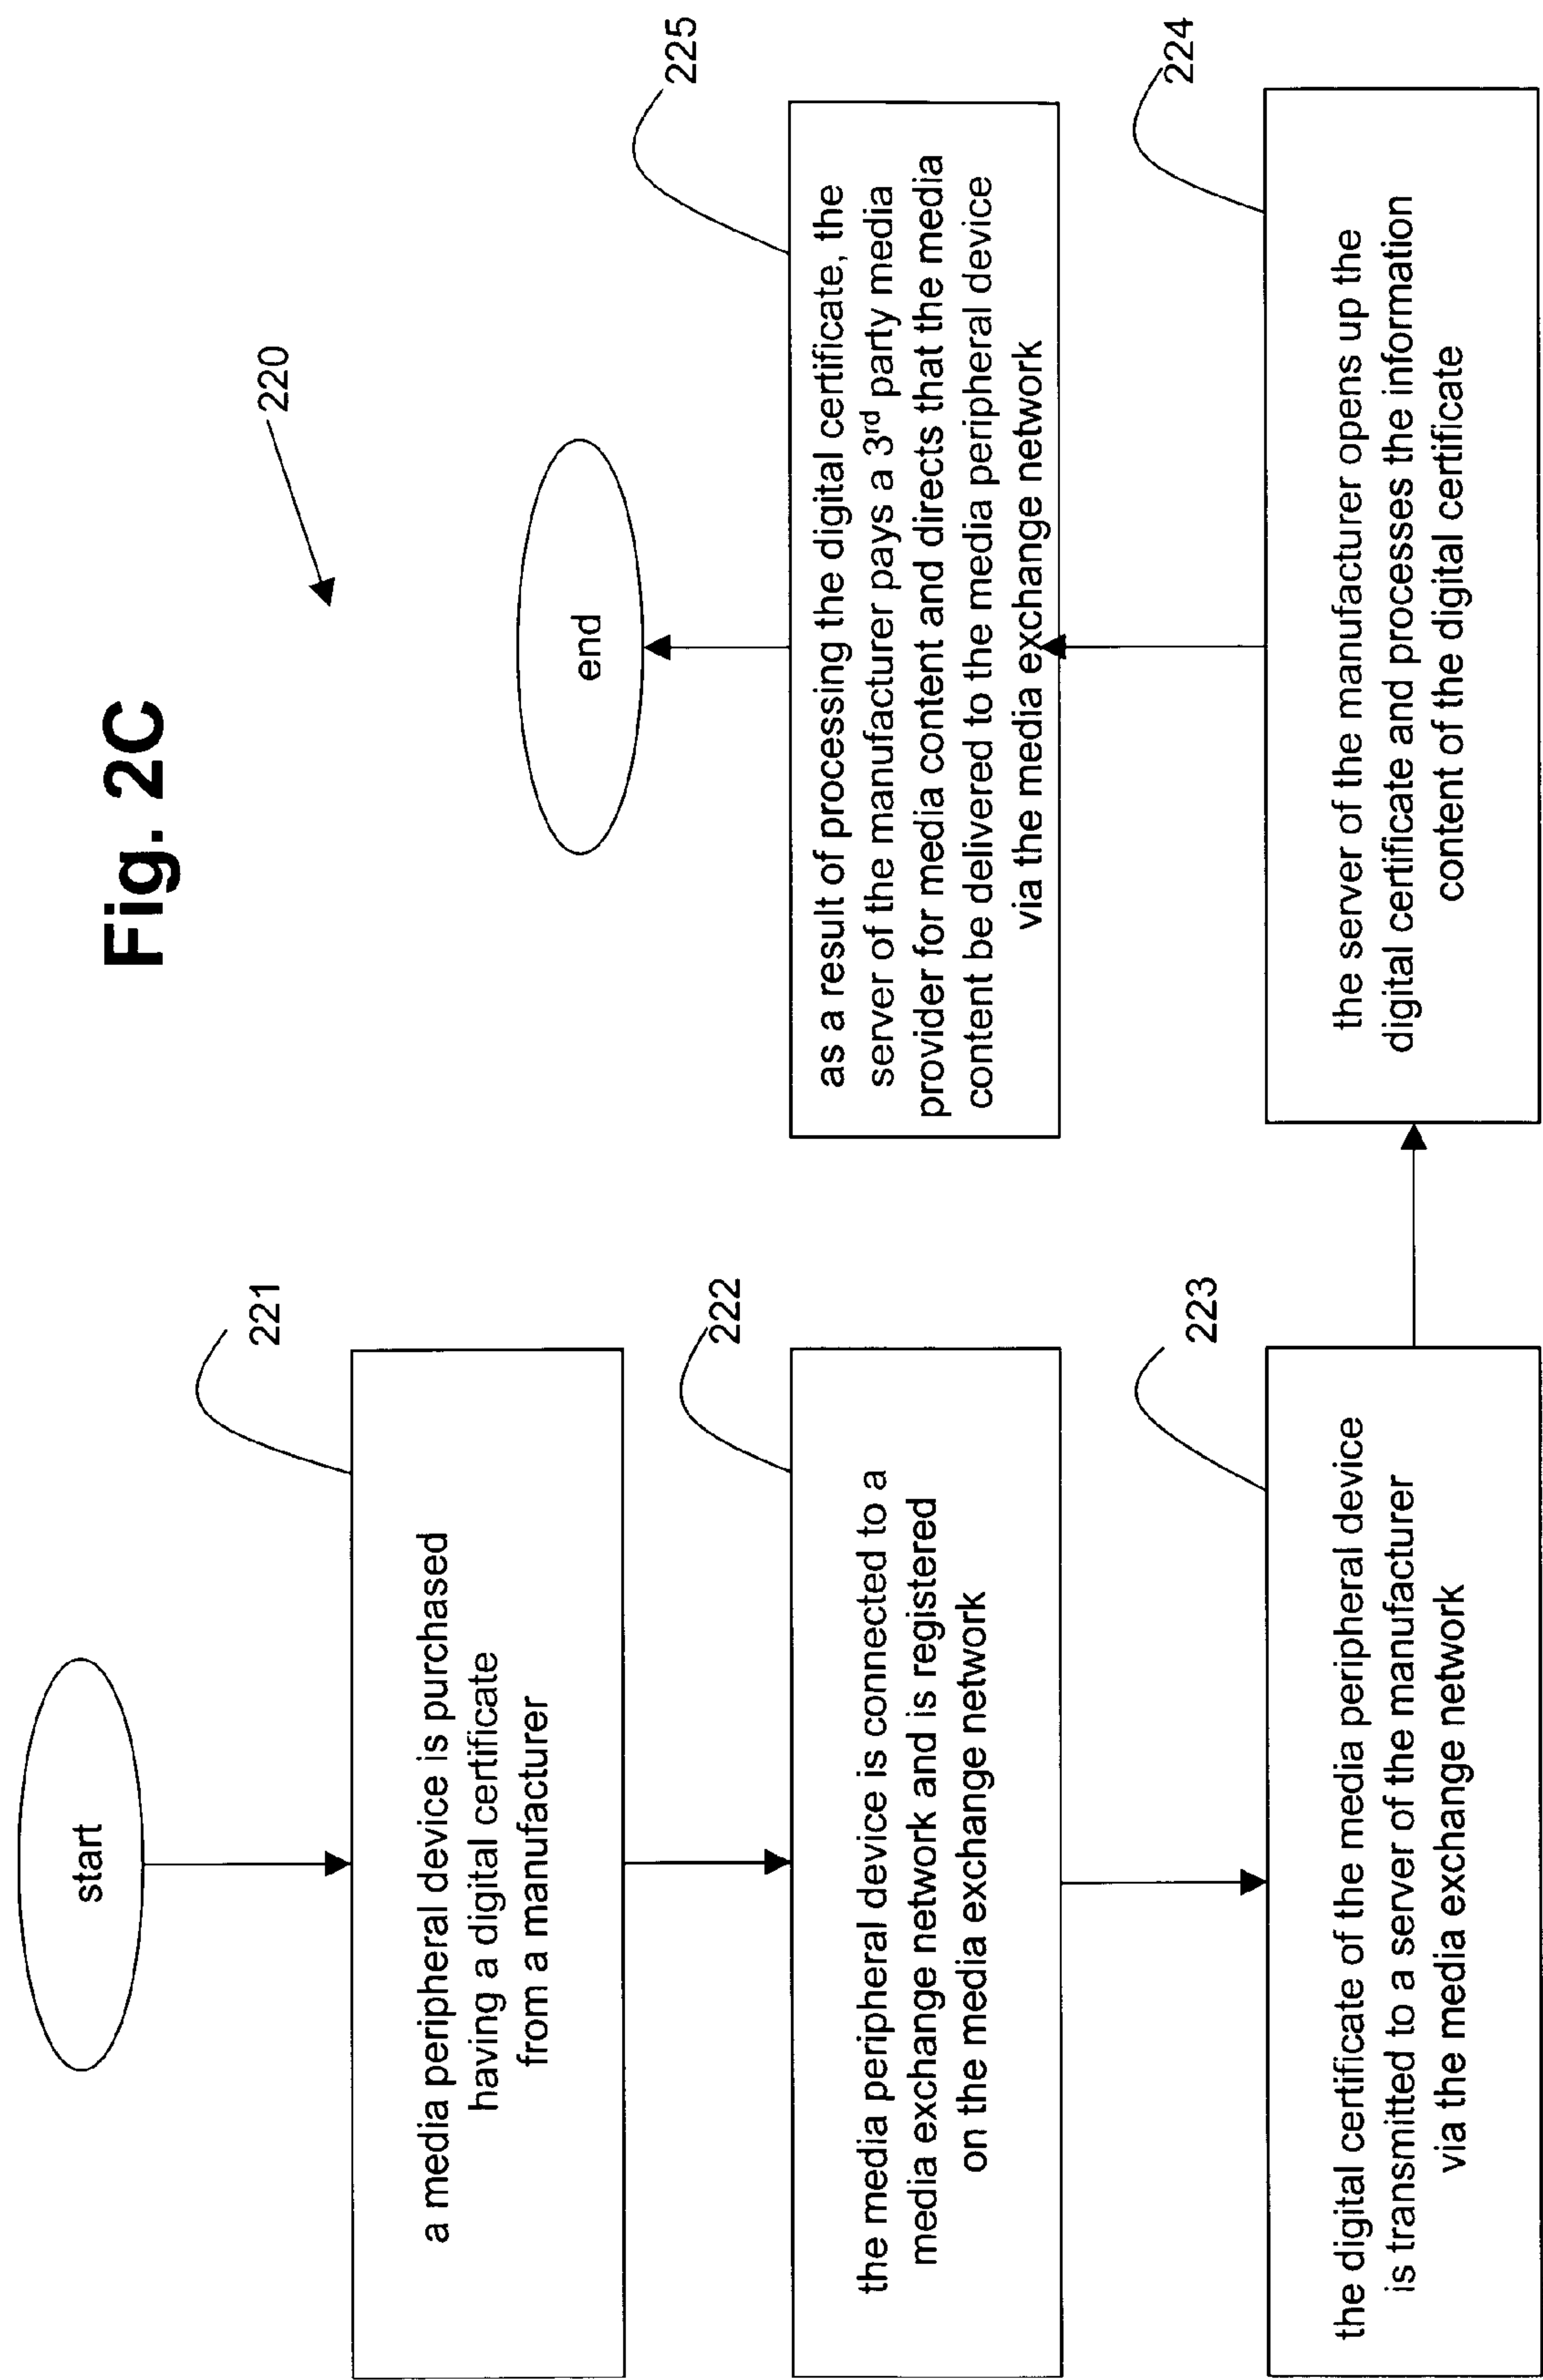 Fig. 2C
220
start
221
a media peripheral device is purchased
having a digital certificate
from a manufacturer
222
the media peripheral device is connected to a
media exchange network and is registered
on the media exchange network
223
the digital certificate of the media peripheral device
is transmitted to a server of the manufacturer
via the media exchange network
224
the server of the manufacturer opens up the
digital certificate and processes the information
content of the digital certificate
225
as a result of processing the digital certificate, the
server of the manufacturer pays a 3rd party media
provider for media content and directs that the media
content be delivered to the media peripheral device
via the media exchange network
end